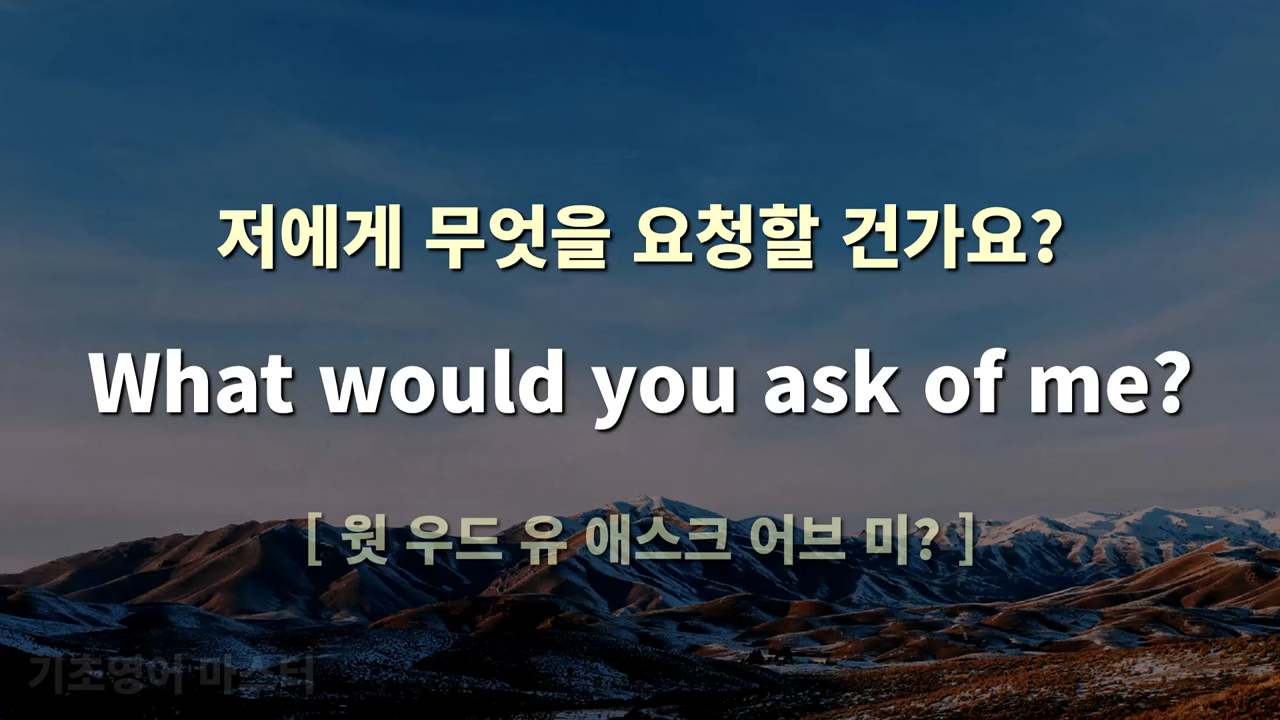 저에게 무엇을 요청할 건가요?
What would you ask of me?
[ 웟 우드 유 애스크 어브 미? ]
기초영어 마스터